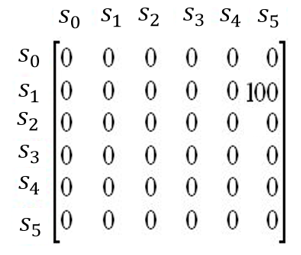 S₀ S₁ S₂ S₃ S₄ S₅
S₀ 0 0 0 0 0 0
S₁ 0 0 0 0 0 100
S₂ 0 0 0 0 0 0
S₃ 0 0 0 0 0 0
S₄ 0 0 0 0 0 0
S₅ 0 0 0 0 0 0